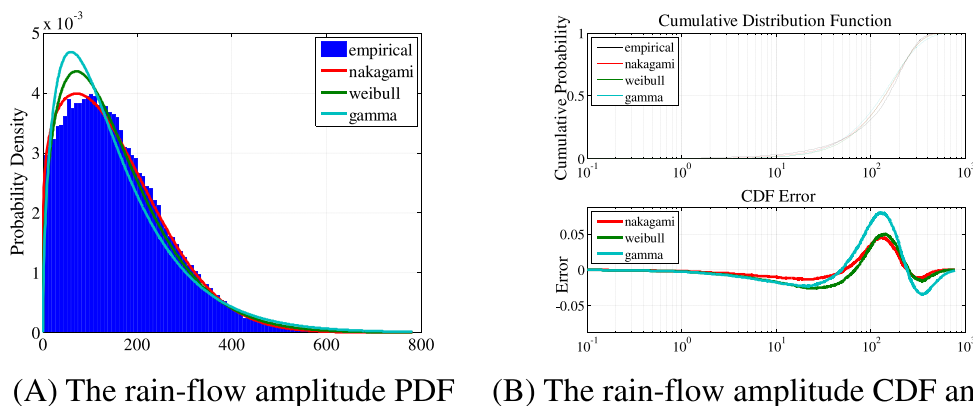 5 x 10⁻³
4
3
2
1
0
0 200 400 600 800
Probability Density
empirical
nakagami
weibull
gamma
(A) The rain-flow amplitude PDF
Cumulative Distribution Function
Cumulative Probability
1
0.5
0
empirical
nakagami
weibull
gamma
10⁻¹ 10⁰ 10¹ 10² 10³
CDF Error
Error
0.05
0
-0.05
nakagami
weibull
gamma
10⁻¹ 10⁰ 10¹ 10² 10³
(B) The rain-flow amplitude CDF an